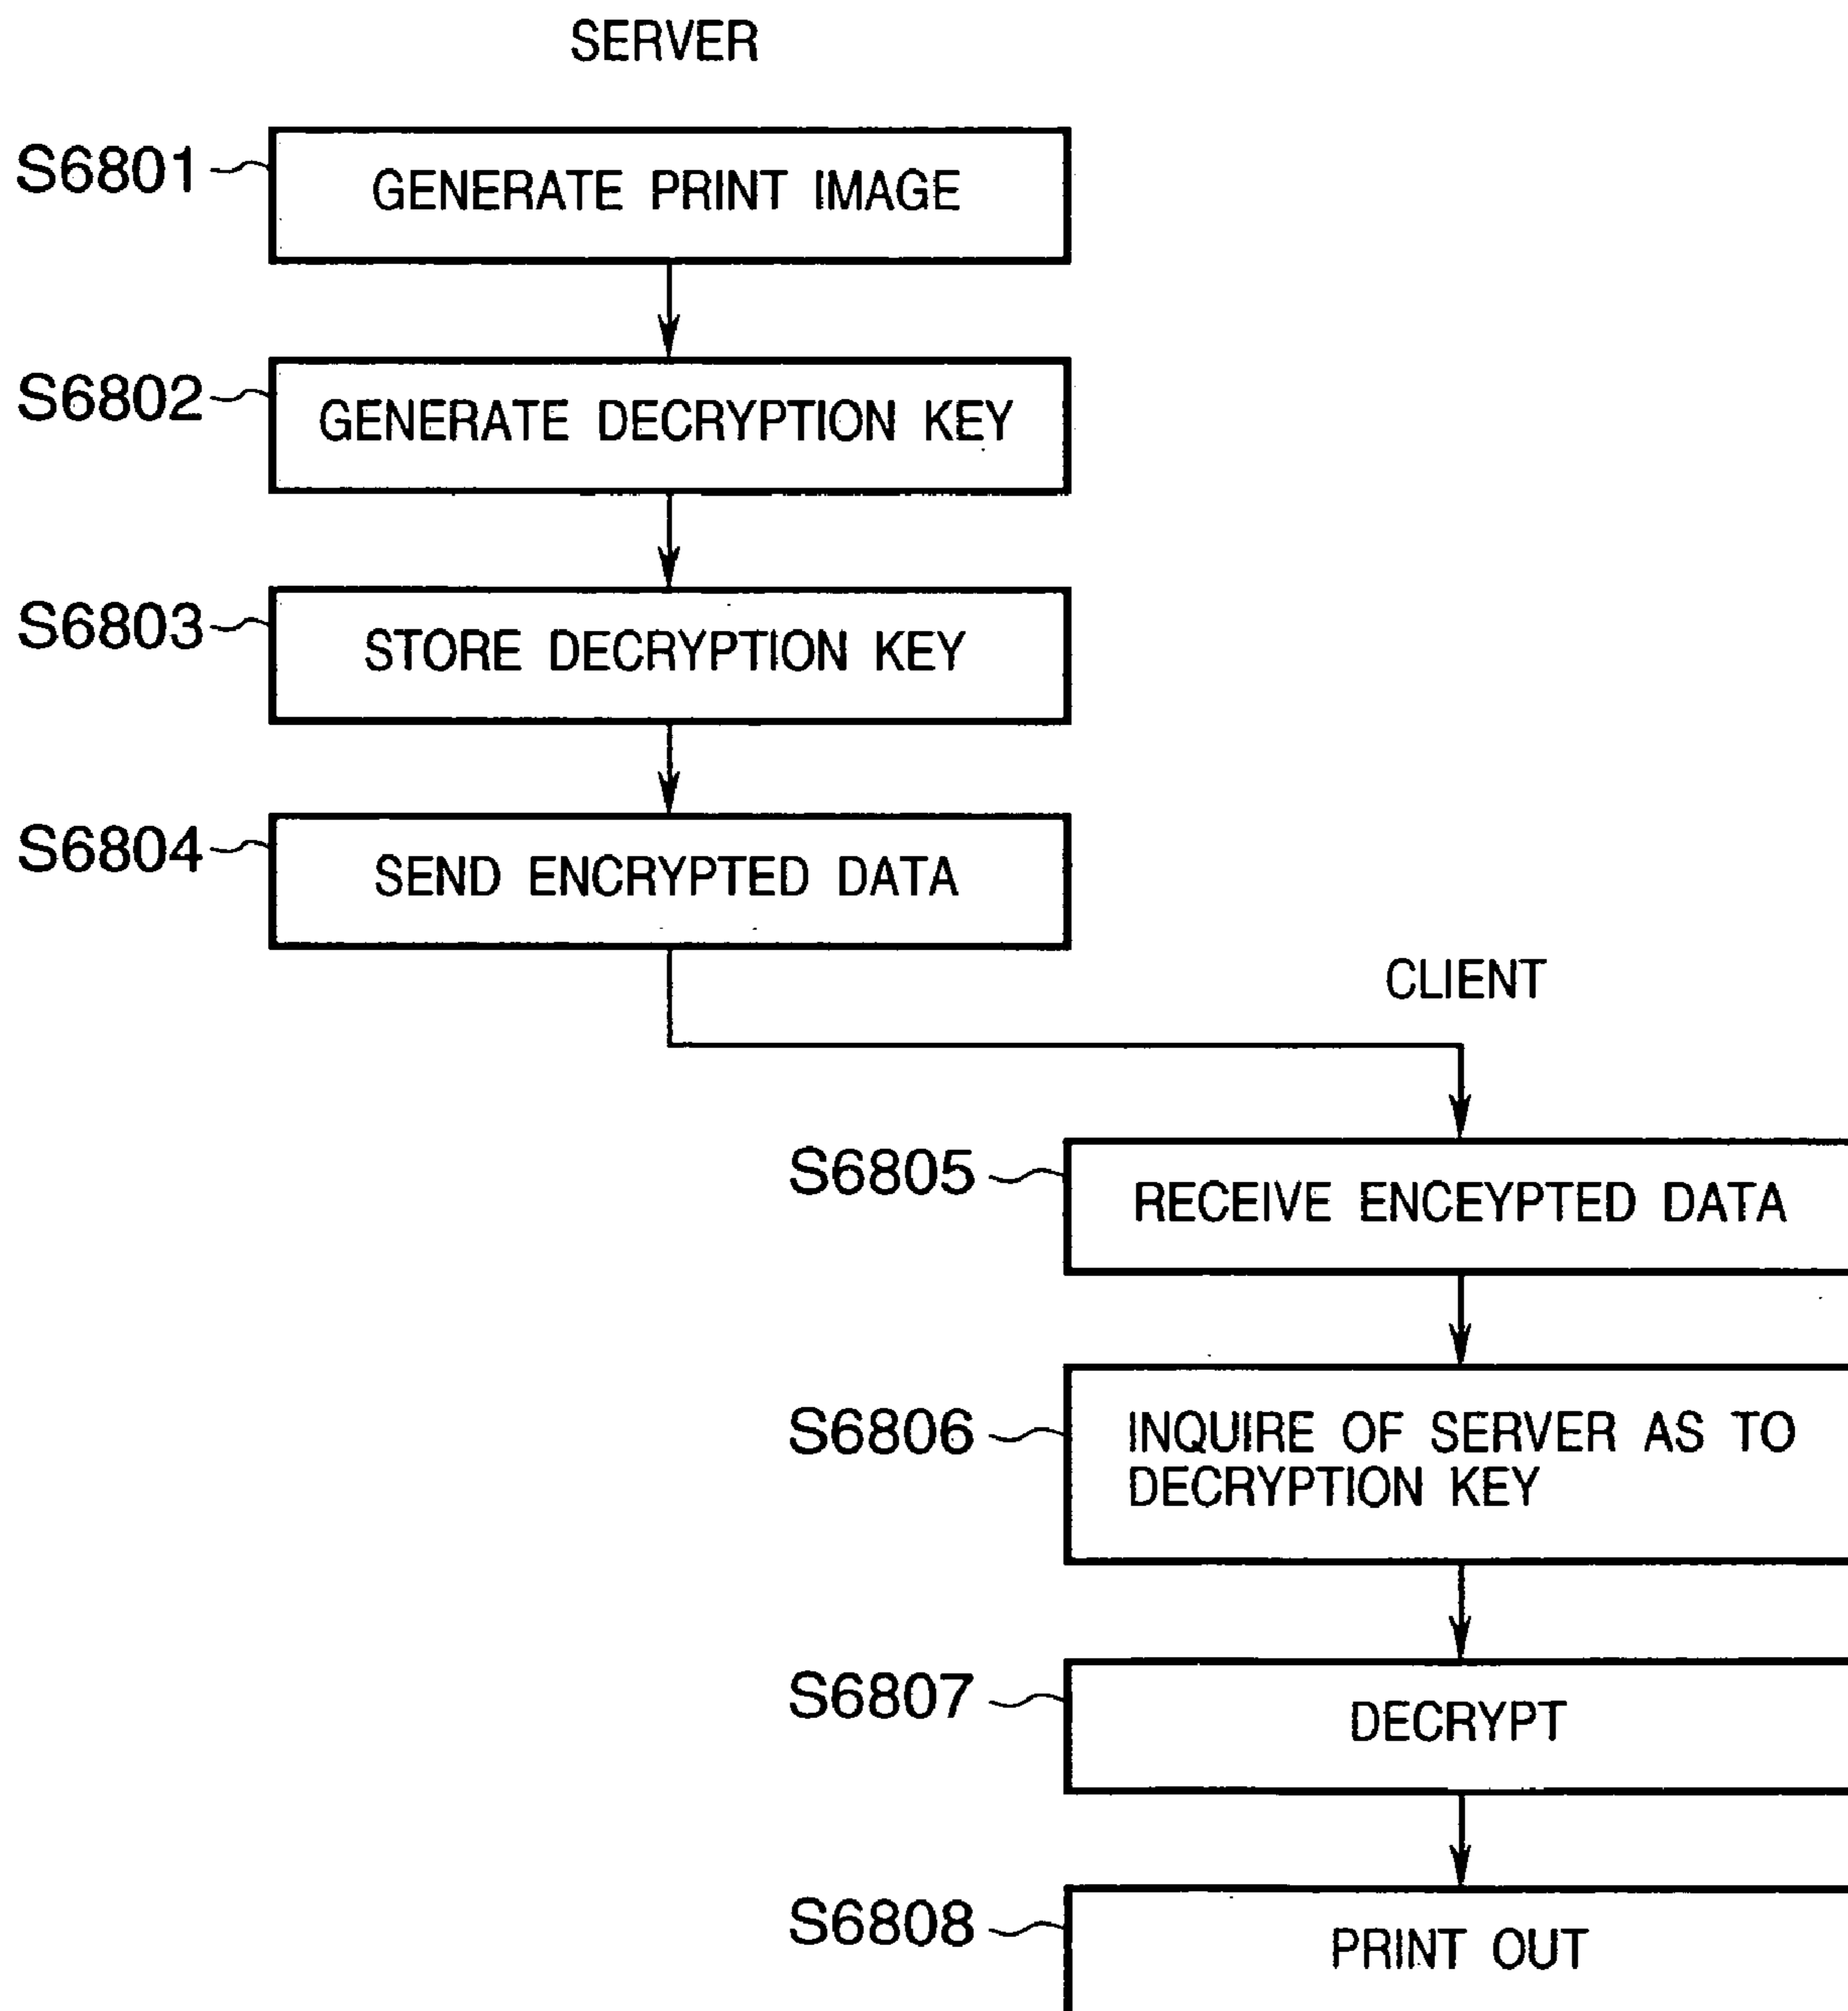 SERVER
S6801
GENERATE PRINT IMAGE
S6802
GENERATE DECRYPTION KEY
S6803
STORE DECRYPTION KEY
S6804
SEND ENCRYPTED DATA
CLIENT
S6805
RECEIVE ENCEYPTED DATA
S6806
INQUIRE OF SERVER AS TO
DECRYPTION KEY
S6807
DECRYPT
S6808
PRINT OUT